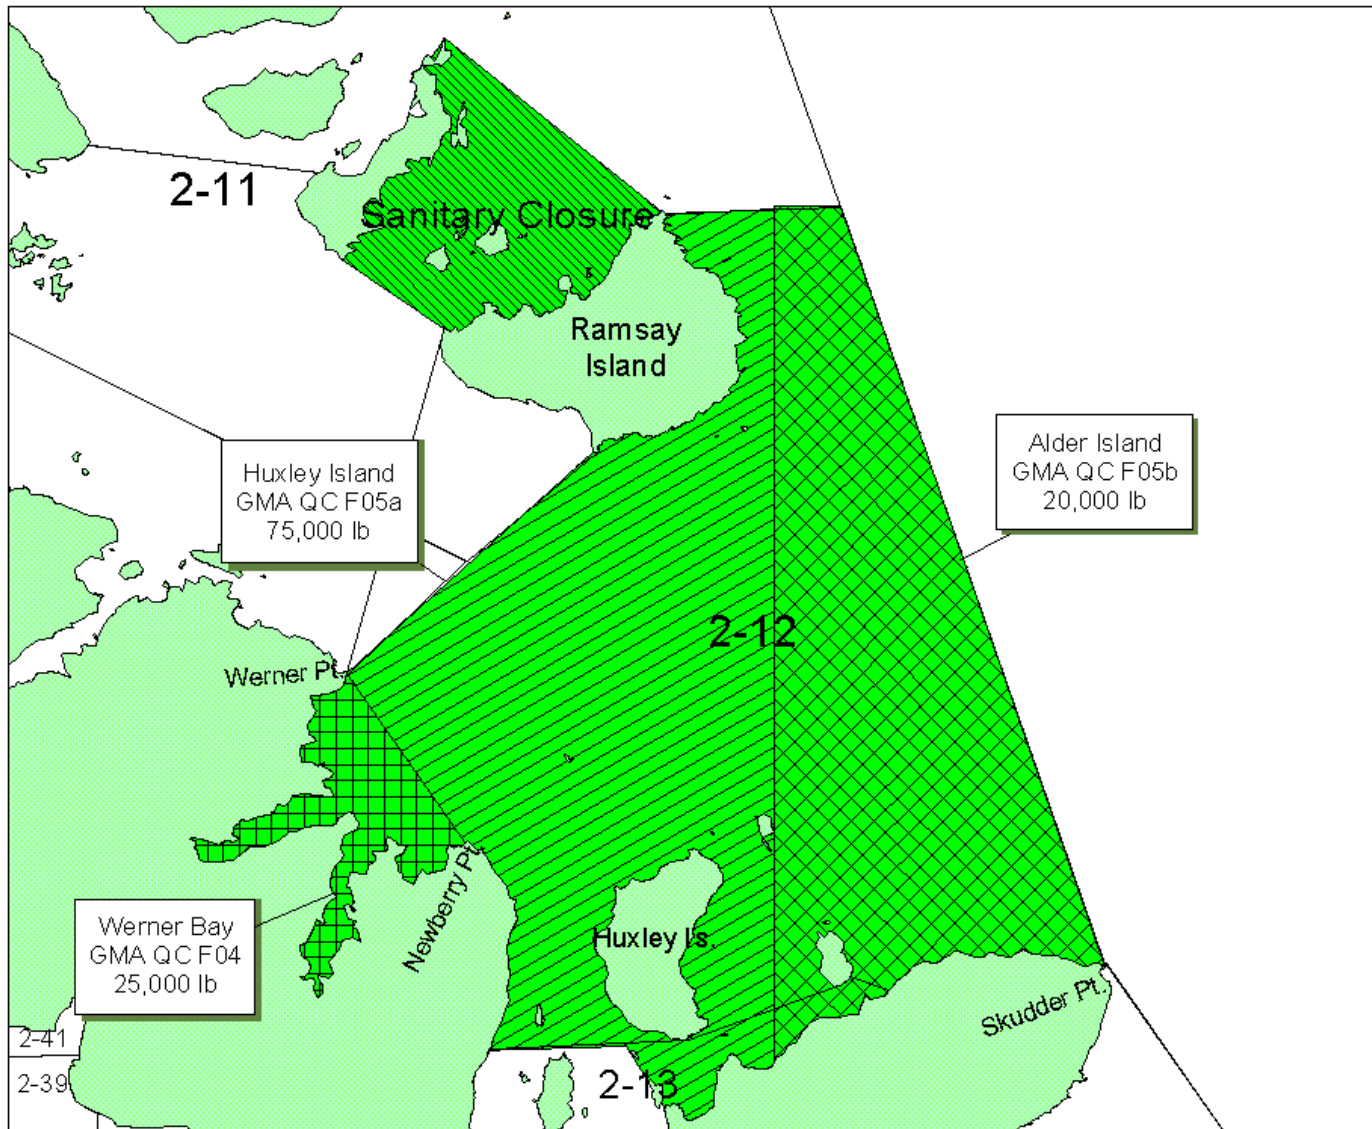 2-11
Sanitary Closure
Ramsay
Island
Huxley Island
GMA QC F05a
75,000 lb
Alder Island
GMA QC F05b
20,000 lb
2-12
Werner Pt.
Newberry Pt.
Werner Bay
GMA QC F04
25,000 lb
Huxley Is.
Skudder Pt.
2-41
2-39
2-13